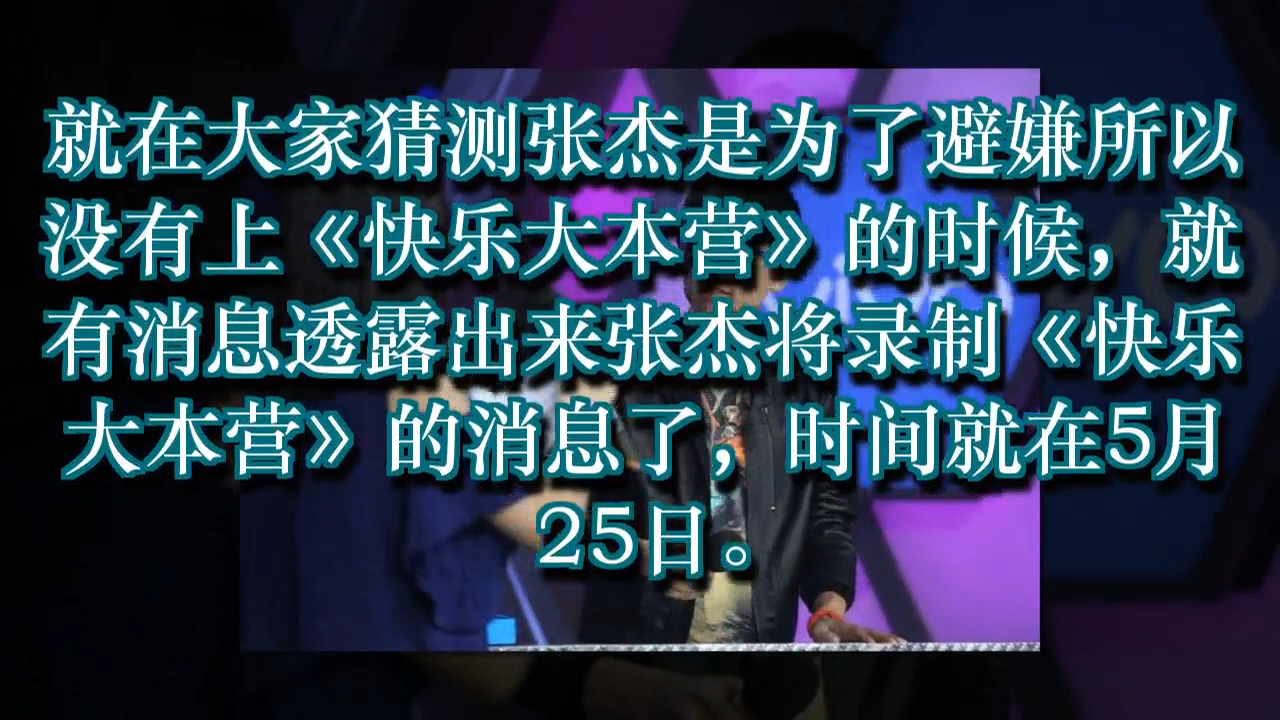 就在大家猜测张杰是为了避嫌所以
没有上《快乐大本营》的时候，就
有消息透露出来张杰将录制《快乐
大本营》的消息了，时间就在5月
25日。